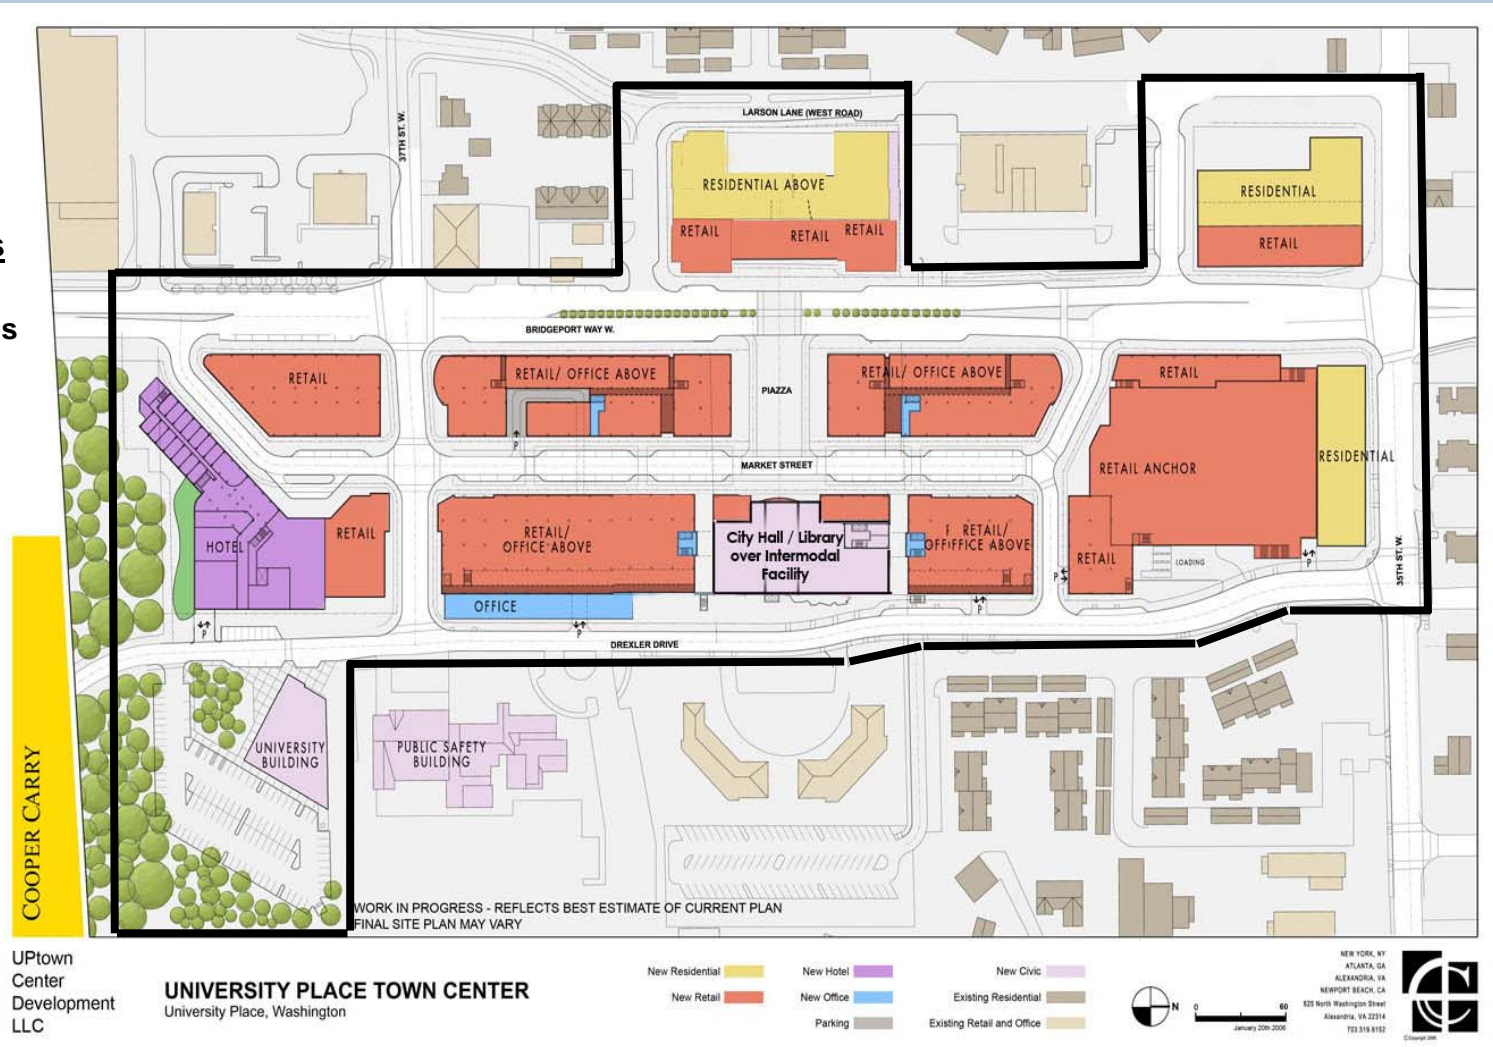 s
s
37TH ST. W.
LARSON LANE (WEST ROAD)
RESIDENTIAL ABOVE
RETAIL
RETAIL
RETAIL
RESIDENTIAL
RETAIL
BRIDGEPORT WAY W.
RETAIL
RETAIL/ OFFICE ABOVE
PIAZZA
RETAIL/ OFFICE ABOVE
RETAIL
P
MARKET STREET
RETAIL ANCHOR
RESIDENTIAL
HOTEL
RETAIL
RETAIL/
OFFICE ABOVE
City Hall / Library
over Intermodal
Facility
RETAIL/
OFFICE ABOVE
P
RETAIL
LOADING
P
35TH ST. W.
OFFICE
P
P
P
DREXLER DRIVE
UNIVERSITY
BUILDING
PUBLIC SAFETY
BUILDING
COOPER CARRY
WORK IN PROGRESS - REFLECTS BEST ESTIMATE OF CURRENT PLAN
FINAL SITE PLAN MAY VARY
UPtown
Center
Development
LLC
UNIVERSITY PLACE TOWN CENTER
University Place, Washington
New Residential
New Retail
New Hotel
New Office
Parking
New Civic
Existing Residential
Existing Retail and Office
N
0 60
January 20th 2006
NEW YORK, NY
ATLANTA, GA
ALEXANDRIA, VA
NEWPORT BEACH, CA
625 North Washington Street
Alexandria, VA 22314
703.519.6152